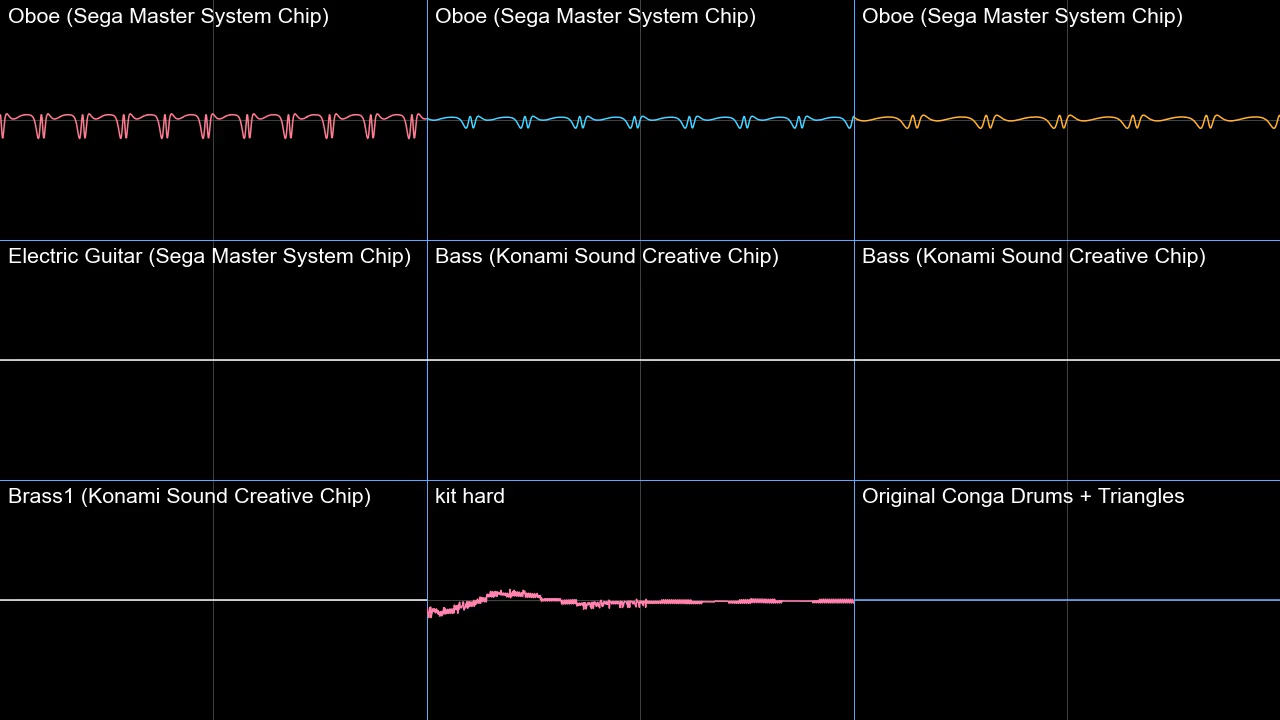 Oboe (Sega Master System Chip)
Oboe (Sega Master System Chip)
Oboe (Sega Master System Chip)
Electric Guitar (Sega Master System Chip)
Bass (Konami Sound Creative Chip)
Bass (Konami Sound Creative Chip)
Brass1 (Konami Sound Creative Chip)
kit hard
Original Conga Drums + Triangles